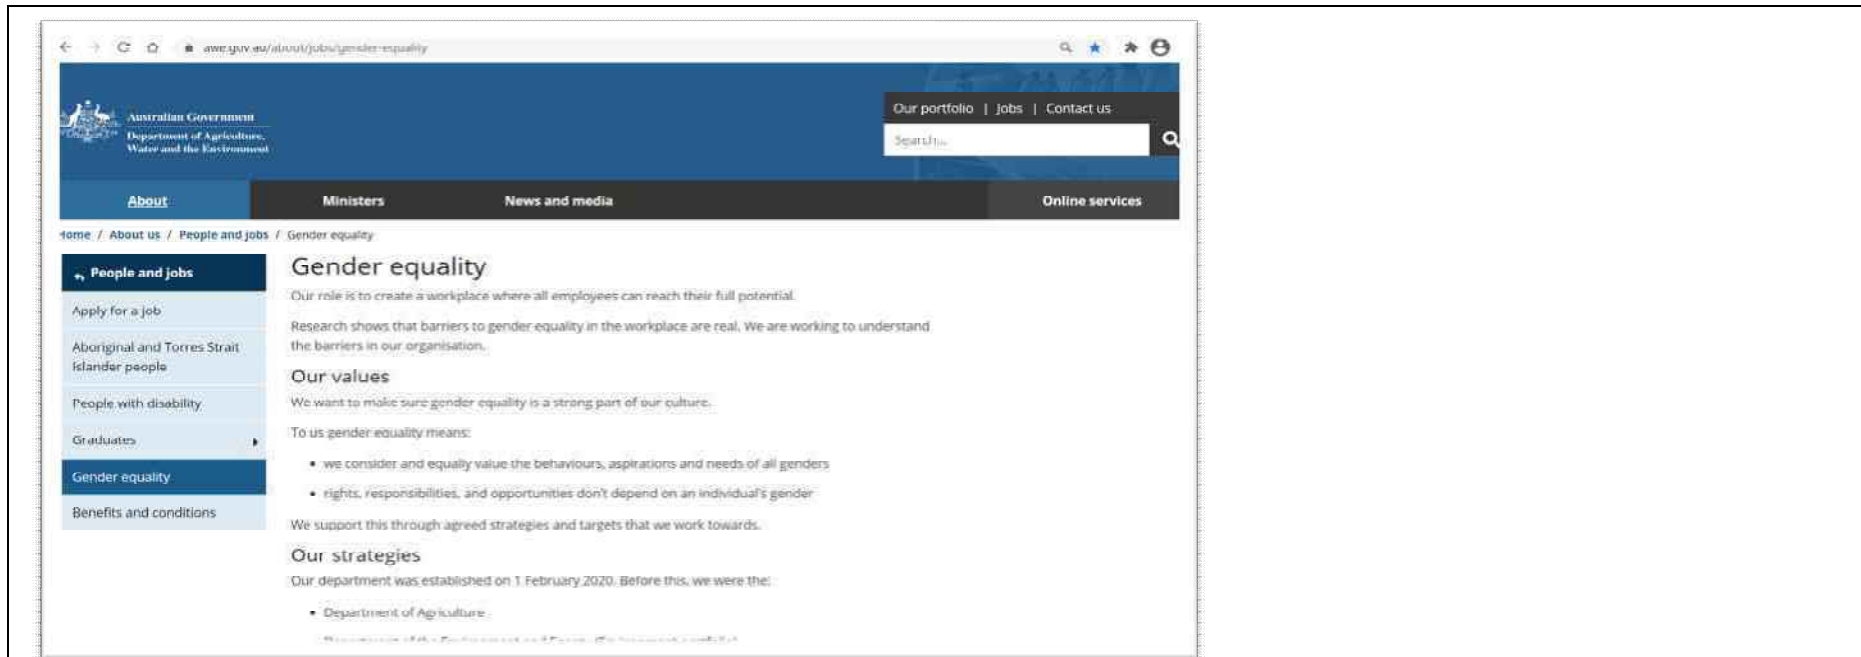 awe.gov.au/about/jobs/gender-equality
Our portfolio | Jobs | Contact us
Australian Government
Department of Agriculture,
Water and the Environment
Search...
About Ministers News and media Online services
Home / About us / People and jobs / Gender equality
People and jobs
Apply for a job
Aboriginal and Torres Strait
Islander people
People with disability
Graduates
Gender equality
Benefits and conditions
Gender equality
Our role is to create a workplace where all employees can reach their full potential.
Research shows that barriers to gender equality in the workplace are real. We are working to understand
the barriers in our organisation.
Our values
We want to make sure gender equality is a strong part of our culture.
To us gender equality means:
• we consider and equally value the behaviours, aspirations and needs of all genders
• rights, responsibilities, and opportunities don't depend on an individual's gender
We support this through agreed strategies and targets that we work towards.
Our strategies
Our department was established on 1 February 2020. Before this, we were the:
• Department of Agriculture
Department of the Environment and Energy (Environment portfolio)